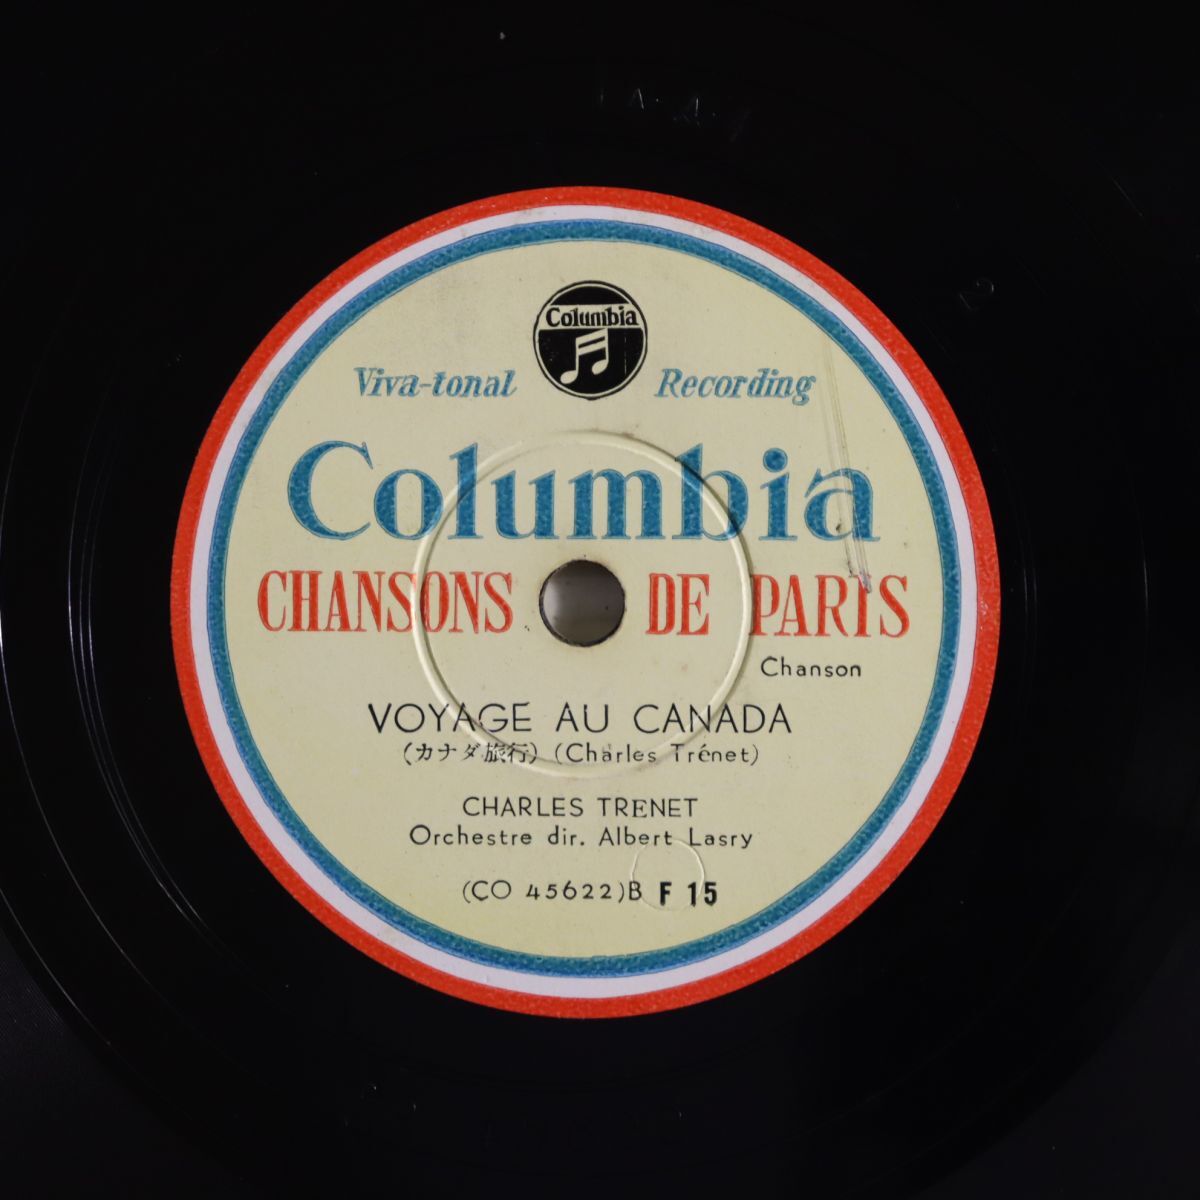 Columbia
Viva-tonal Recording
Columbia
CHANSONS DE PARIS
Chanson
VOYAGE AU CANADA
(カナダ旅行) (Charles Trénet)
CHARLES TRENET
Orchestre dir. Albert Lasry
(CO 45622)B F 15